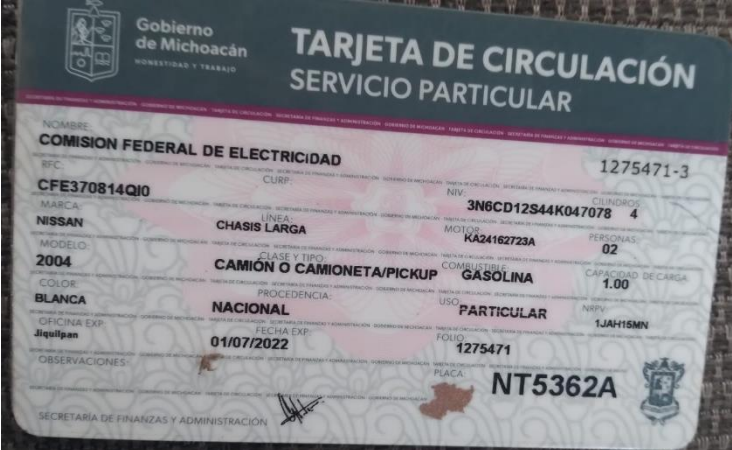 Gobierno
de Michoacán
HONESTIDAD Y TRABAJO
TARJETA DE CIRCULACIÓN
SERVICIO PARTICULAR
NOMBRE:
COMISION FEDERAL DE ELECTRICIDAD
1275471-3
RFC: CURP: NIV: CILINDROS
CFE370814QI0 3N6CD12S44K047078 4
MARCA: LÍNEA: MOTOR: PERSONAS:
NISSAN CHASIS LARGA KA24162723A 02
MODELO: CLASE Y TIPO: COMBUSTIBLE: CAPACIDAD DE CARGA
2004 CAMIÓN O CAMIONETA/PICKUP GASOLINA 1.00
COLOR: PROCEDENCIA: USO: NRPV
BLANCA NACIONAL PARTICULAR 1JAH15MN
OFICINA EXP FECHA EXP: FOLIO:
Jiquilpan 01/07/2022 1275471
OBSERVACIONES: PLACA: NT5362A
SECRETARÍA DE FINANZAS Y ADMINISTRACIÓN